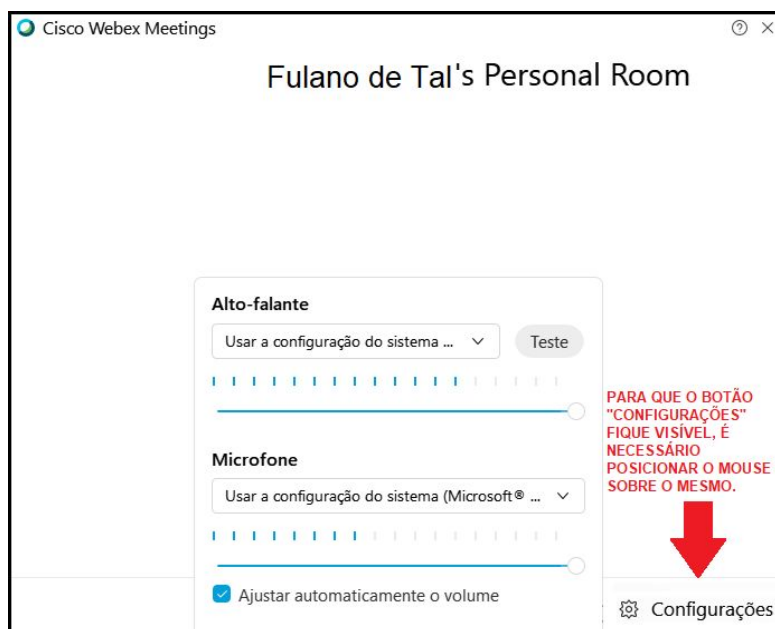 Cisco Webex Meetings
Fulano de Tal's Personal Room
Alto-falante
Usar a configuração do sistema ...
Teste
Microfone
Usar a configuração do sistema (Microsoft® ...
Ajustar automaticamente o volume
PARA QUE O BOTÃO
"CONFIGURAÇÕES"
FIQUE VISÍVEL, É
NECESSÁRIO
POSICIONAR O MOUSE
SOBRE O MESMO.
Configurações